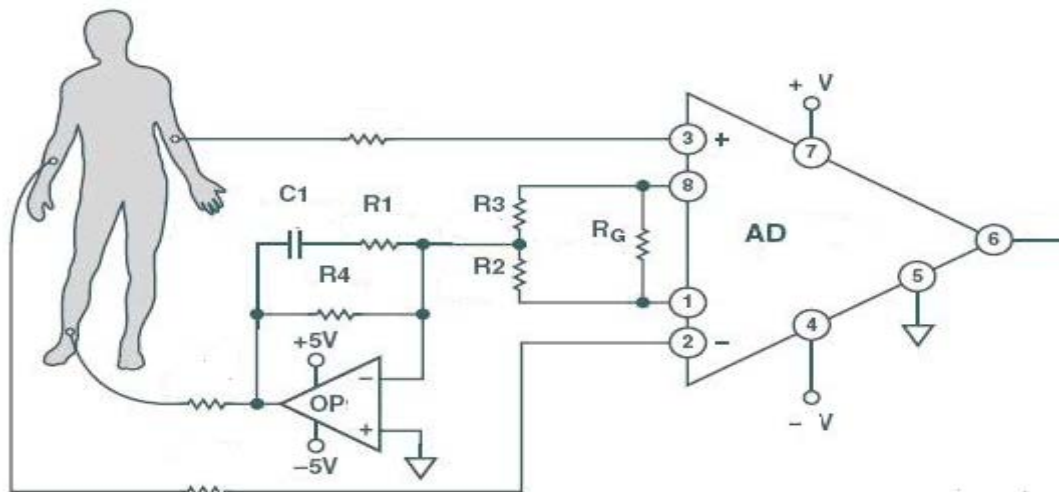 + V
3
+
7
C1
R1
8
R3
RG
AD
6
R2
R4
5
1
+5V
4
2
−
−
OP
+
−5V
− V